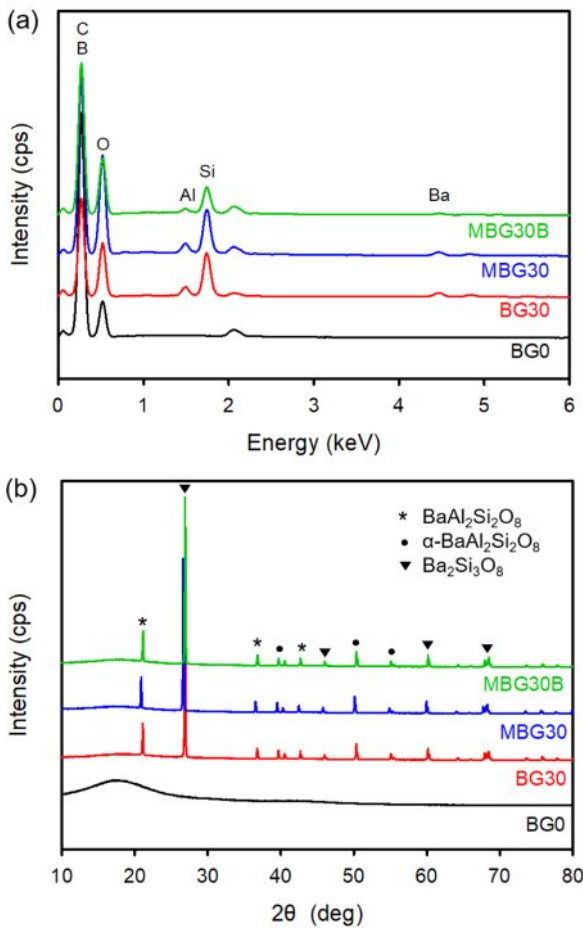 (a)
C
B
O
Al
Si
Ba
MBG30B
MBG30
BG30
BG0
Intensity (cps)
0 1 2 3 4 5 6
Energy (keV)
(b)
* BaAl₂Si₂O₈
● α-BaAl₂Si₂O₈
▼ Ba₂Si₃O₈
MBG30B
MBG30
BG30
BG0
Intensity (cps)
10 20 30 40 50 60 70 80
2θ (deg)